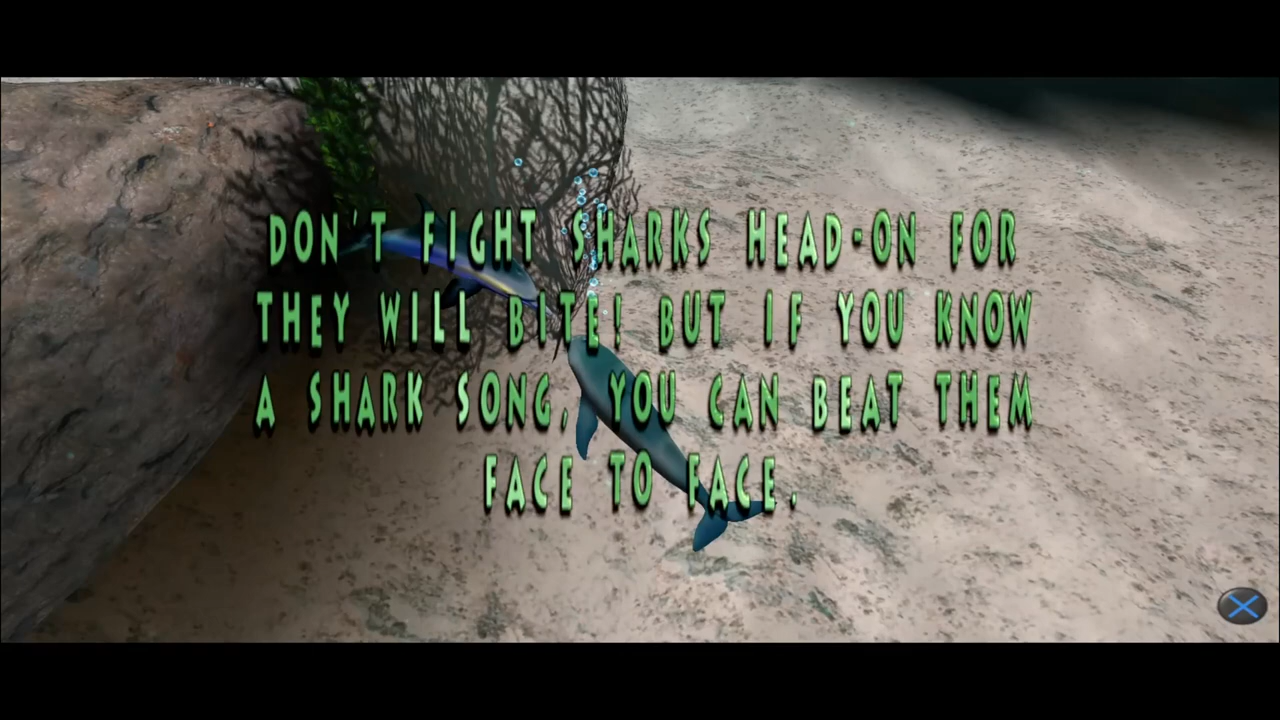 DON'T FIGHT SHARKS HEAD-ON FOR
THEY WILL BITE! BUT IF YOU KNOW
A SHARK SONG, YOU CAN BEAT THEM
FACE TO FACE.